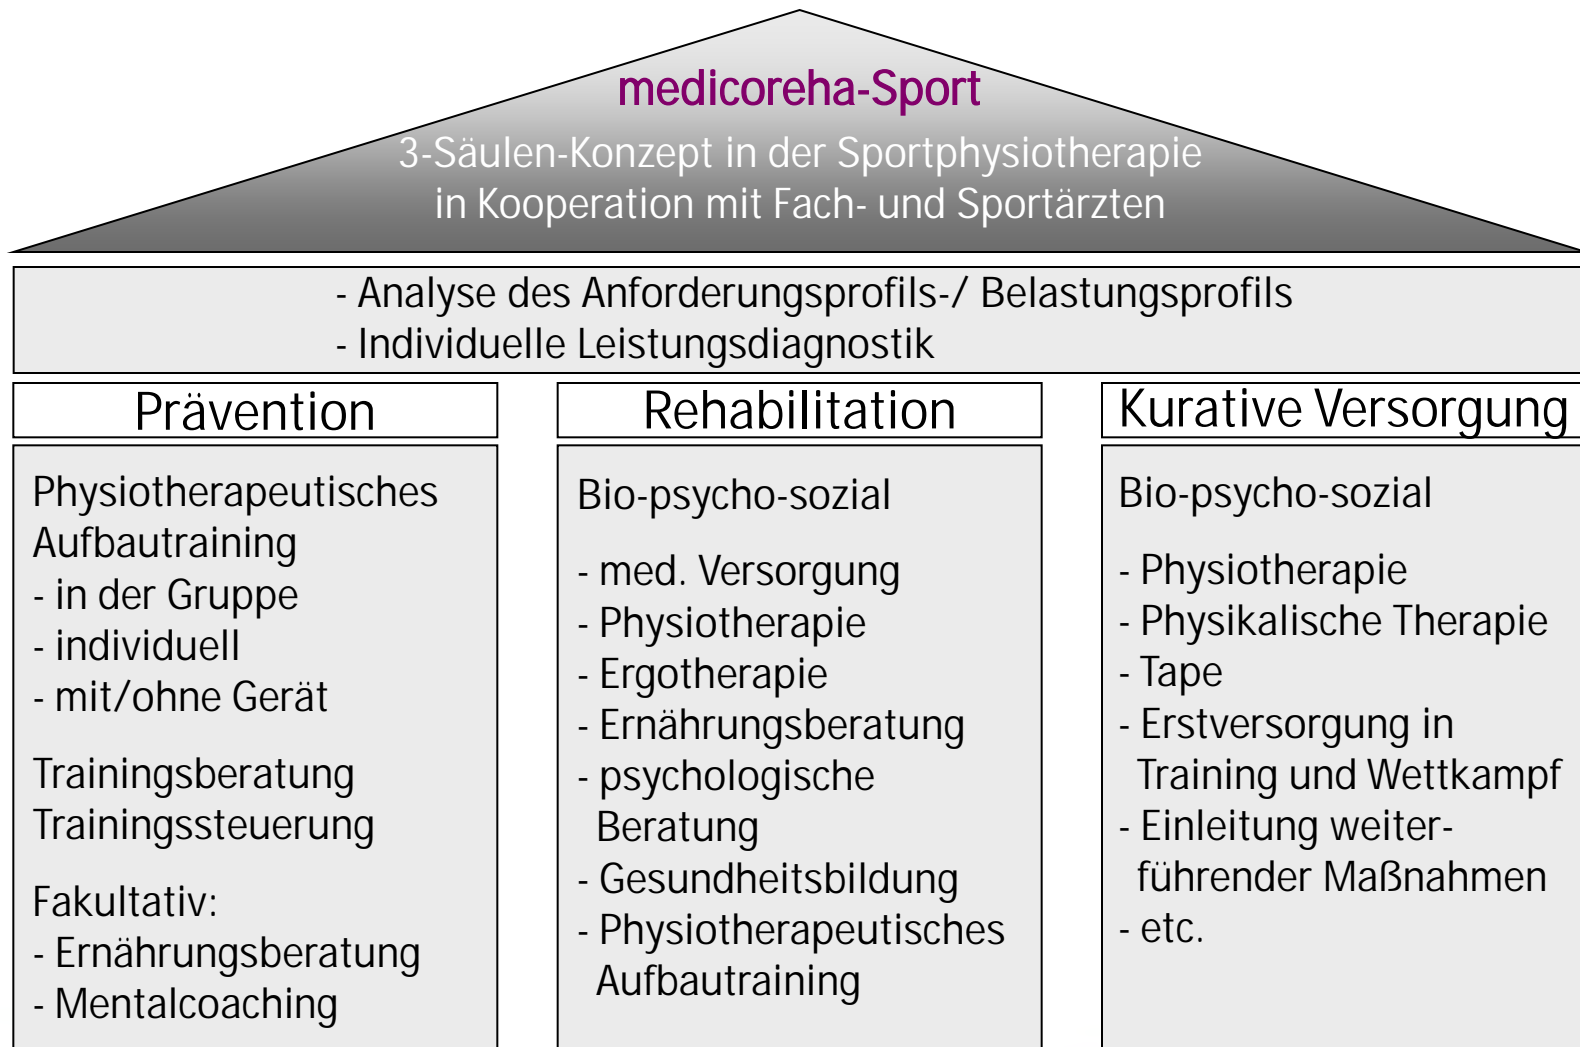 medicoreha-Sport
3-Säulen-Konzept in der Sportphysiotherapie
in Kooperation mit Fach- und Sportärzten
- Analyse des Anforderungsprofils-/ Belastungsprofils
- Individuelle Leistungsdiagnostik
Prävention
Physiotherapeutisches
Aufbautraining
- in der Gruppe
- individuell
- mit/ohne Gerät
Trainingsberatung
Trainingssteuerung
Fakultativ:
- Ernährungsberatung
- Mentalcoaching
Rehabilitation
Bio-psycho-sozial
- med. Versorgung
- Physiotherapie
- Ergotherapie
- Ernährungsberatung
- psychologische
Beratung
- Gesundheitsbildung
- Physiotherapeutisches
Aufbautraining
Kurative Versorgung
Bio-psycho-sozial
- Physiotherapie
- Physikalische Therapie
- Tape
- Erstversorgung in
Training und Wettkampf
- Einleitung weiter-
führender Maßnahmen
- etc.